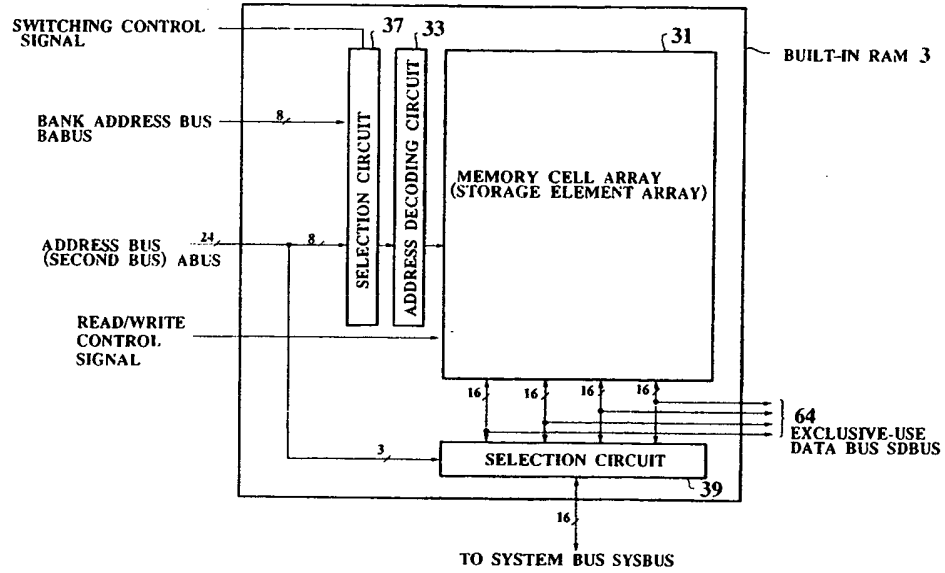 SWITCHING CONTROL
SIGNAL
37
33
31
BUILT-IN RAM 3
BANK ADDRESS BUS
BABUS
8
SELECTION CIRCUIT
ADDRESS DECODING CIRCUIT
MEMORY CELL ARRAY
(STORAGE ELEMENT ARRAY)
ADDRESS BUS
(SECOND BUS) ABUS
24
8
READ/WRITE
CONTROL
SIGNAL
16
16
16
16
64
EXCLUSIVE-USE
DATA BUS SDBUS
3
SELECTION CIRCUIT
39
16
TO SYSTEM BUS SYSBUS